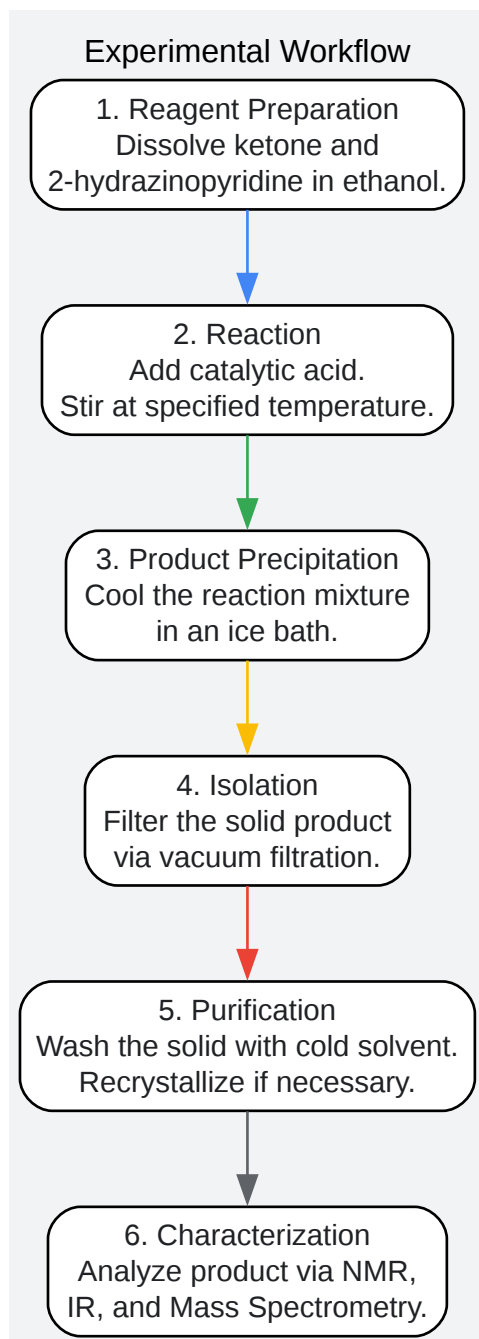 Experimental Workflow
1. Reagent Preparation
Dissolve ketone and
2-hydrazinopyridine in ethanol.
2. Reaction
Add catalytic acid.
Stir at specified temperature.
3. Product Precipitation
Cool the reaction mixture
in an ice bath.
4. Isolation
Filter the solid product
via vacuum filtration.
5. Purification
Wash the solid with cold solvent.
Recrystallize if necessary.
6. Characterization
Analyze product via NMR,
IR, and Mass Spectrometry.